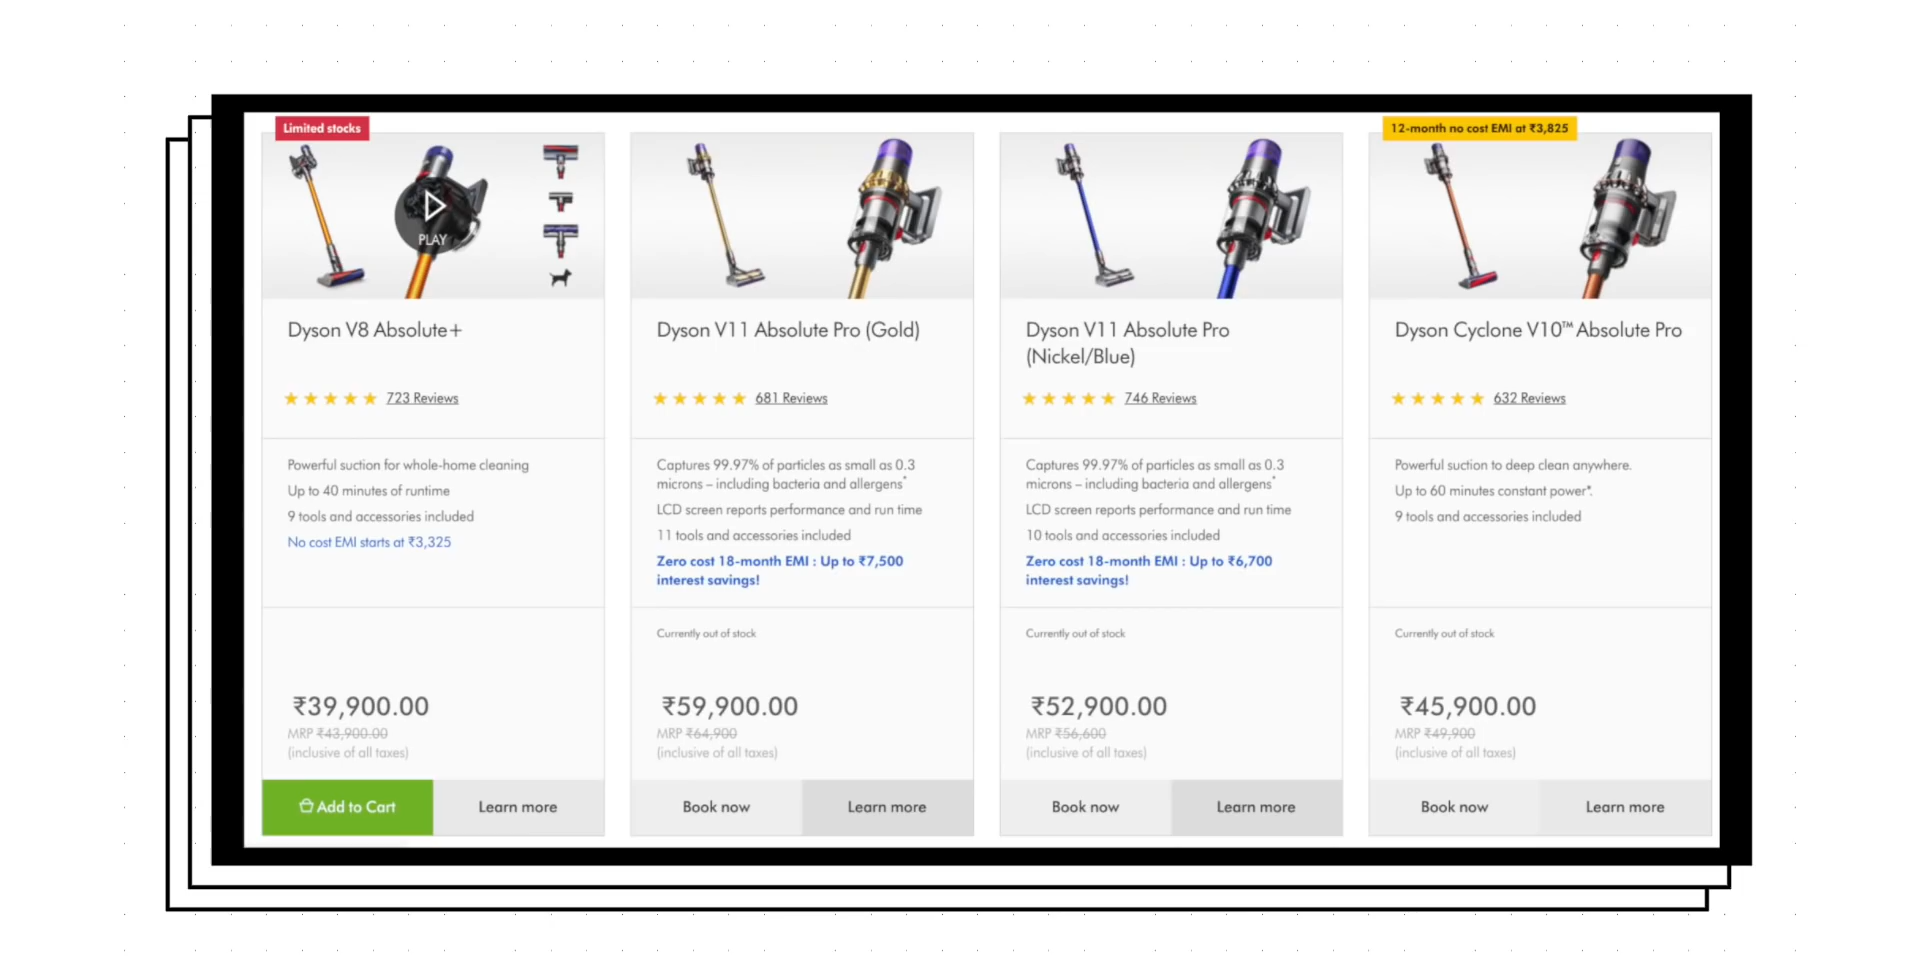 Limited stocks
PLAY
Dyson V8 Absolute+
723 Reviews
Powerful suction for whole-home cleaning
Up to 40 minutes of runtime
9 tools and accessories included
No cost EMI starts at ₹3,325
₹39,900.00
MRP ₹43,900.00
(inclusive of all taxes)
Add to Cart
Learn more
Dyson V11 Absolute Pro (Gold)
681 Reviews
Captures 99.97% of particles as small as 0.3
microns – including bacteria and allergens*
LCD screen reports performance and run time
11 tools and accessories included
Zero cost 18-month EMI : Up to ₹7,500
interest savings!
Currently out of stock
₹59,900.00
MRP ₹64,900
(inclusive of all taxes)
Book now
Learn more
Dyson V11 Absolute Pro
(Nickel/Blue)
746 Reviews
Captures 99.97% of particles as small as 0.3
microns – including bacteria and allergens*
LCD screen reports performance and run time
10 tools and accessories included
Zero cost 18-month EMI : Up to ₹6,700
interest savings!
Currently out of stock
₹52,900.00
MRP ₹56,600
(inclusive of all taxes)
Book now
Learn more
12-month no cost EMI at ₹3,825
Dyson Cyclone V10™ Absolute Pro
632 Reviews
Powerful suction to deep clean anywhere.
Up to 60 minutes constant power*.
9 tools and accessories included
Currently out of stock
₹45,900.00
MRP ₹49,900
(inclusive of all taxes)
Book now
Learn more